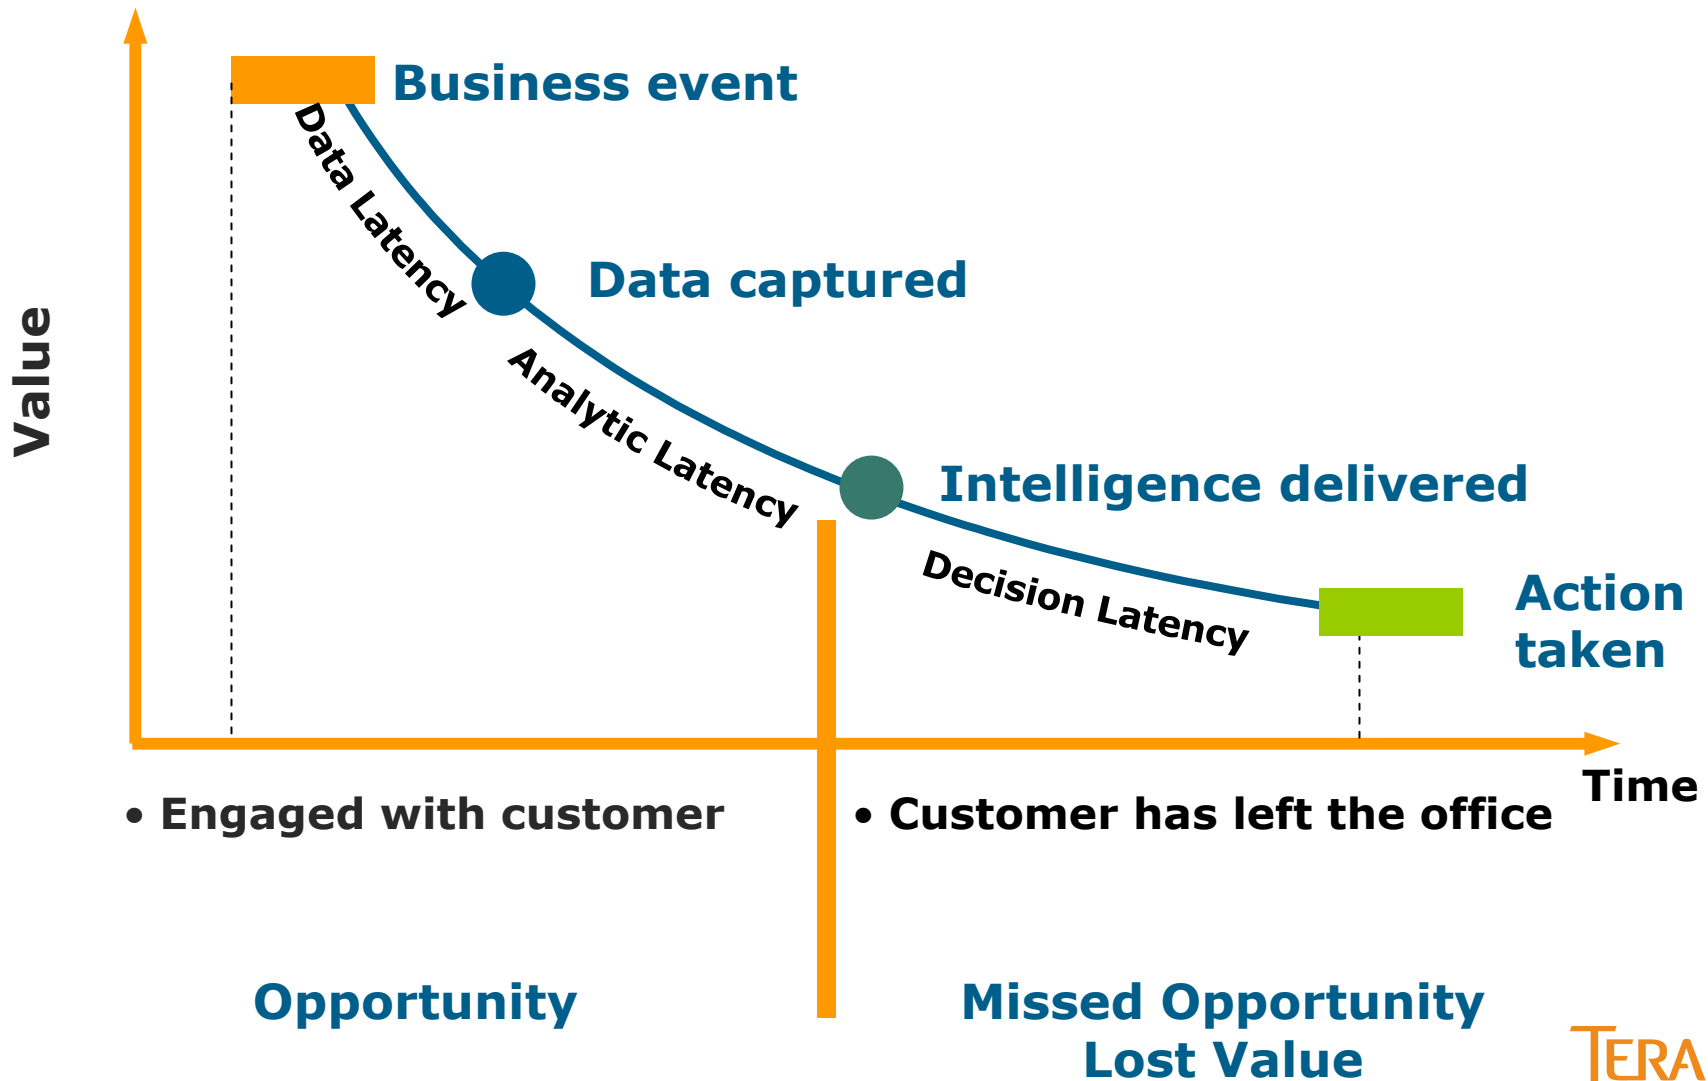 Business event
Data Latency
Data captured
Value
Analytic Latency
Intelligence delivered
Decision Latency
Action
taken
Time
• Engaged with customer
• Customer has left the office
Opportunity
Missed Opportunity
Lost Value
TERA